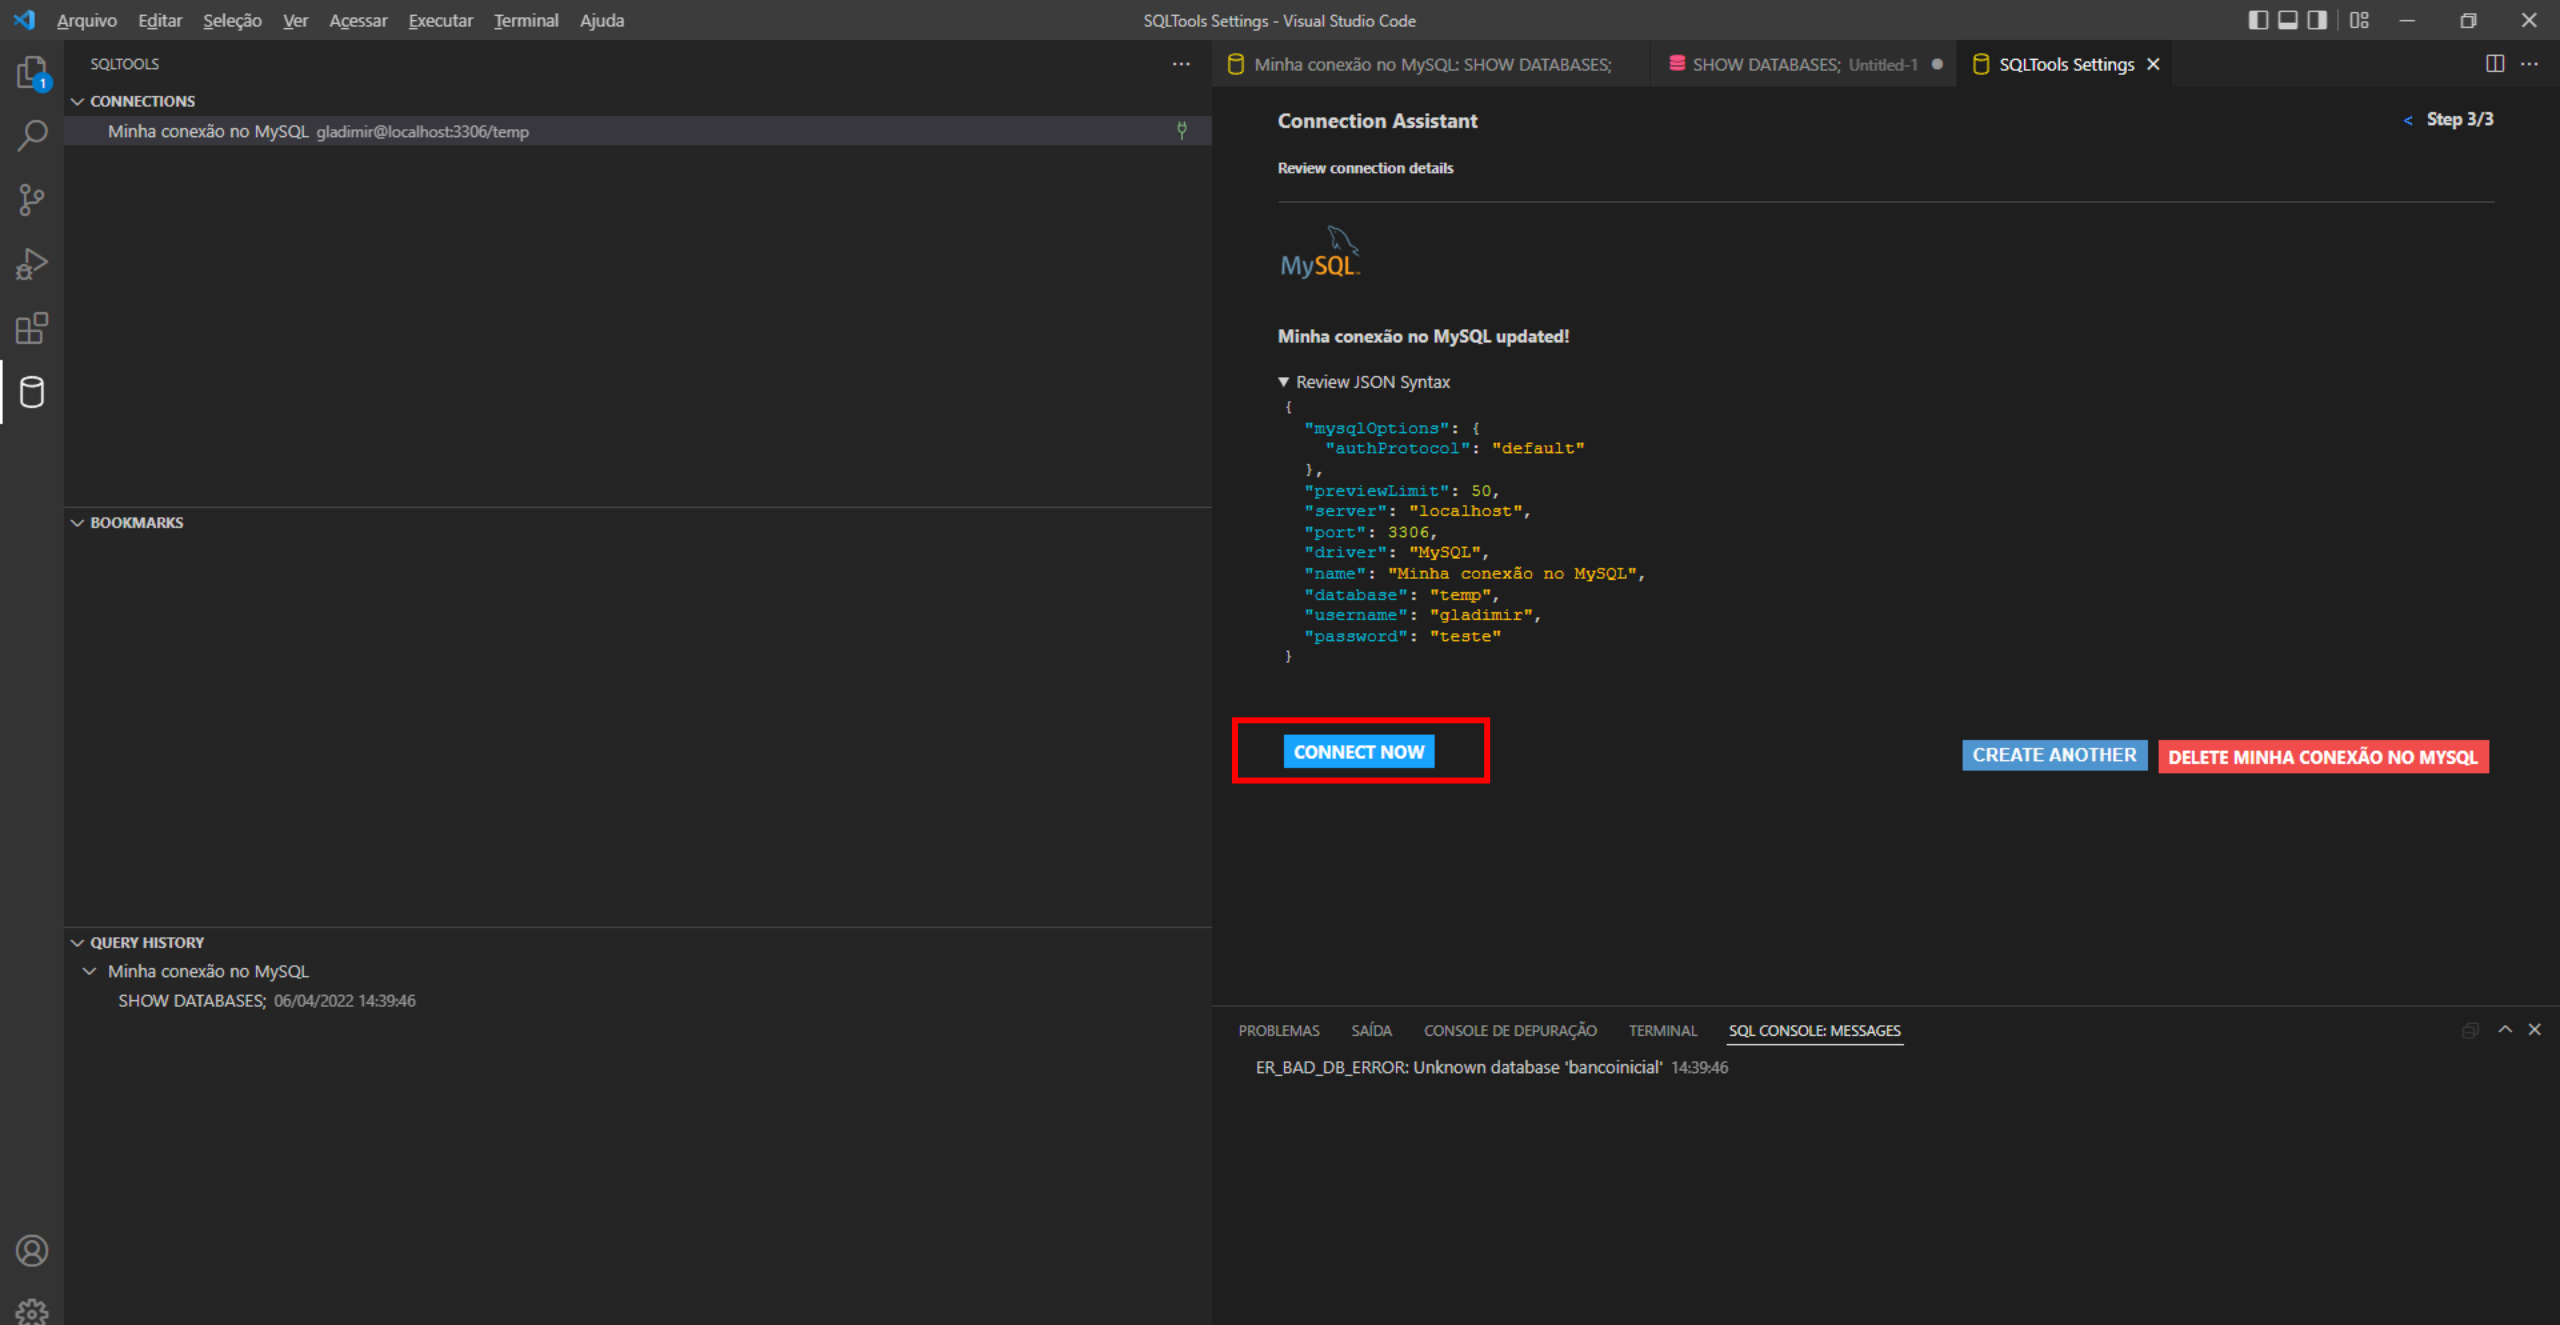 Arquivo Editar Seleção Ver Acessar Executar Terminal Ajuda
SQLTools Settings - Visual Studio Code
1
SQLTOOLS
CONNECTIONS
Minha conexão no MySQL gladimir@localhost:3306/temp
BOOKMARKS
QUERY HISTORY
Minha conexão no MySQL
SHOW DATABASES; 06/04/2022 14:39:46
Minha conexão no MySQL: SHOW DATABASES;
SHOW DATABASES; Untitled-1
SQLTools Settings
Connection Assistant
< Step 3/3
Review connection details
MySQL
Minha conexão no MySQL updated!
Review JSON Syntax
{
"mysqlOptions": {
"authProtocol": "default"
},
"previewLimit": 50,
"server": "localhost",
"port": 3306,
"driver": "MySQL",
"name": "Minha conexão no MySQL",
"database": "temp",
"username": "gladimir",
"password": "teste"
}
CONNECT NOW
CREATE ANOTHER
DELETE MINHA CONEXÃO NO MYSQL
PROBLEMAS SAÍDA CONSOLE DE DEPURAÇÃO TERMINAL SQL CONSOLE: MESSAGES
ER_BAD_DB_ERROR: Unknown database 'bancoinicial' 14:39:46